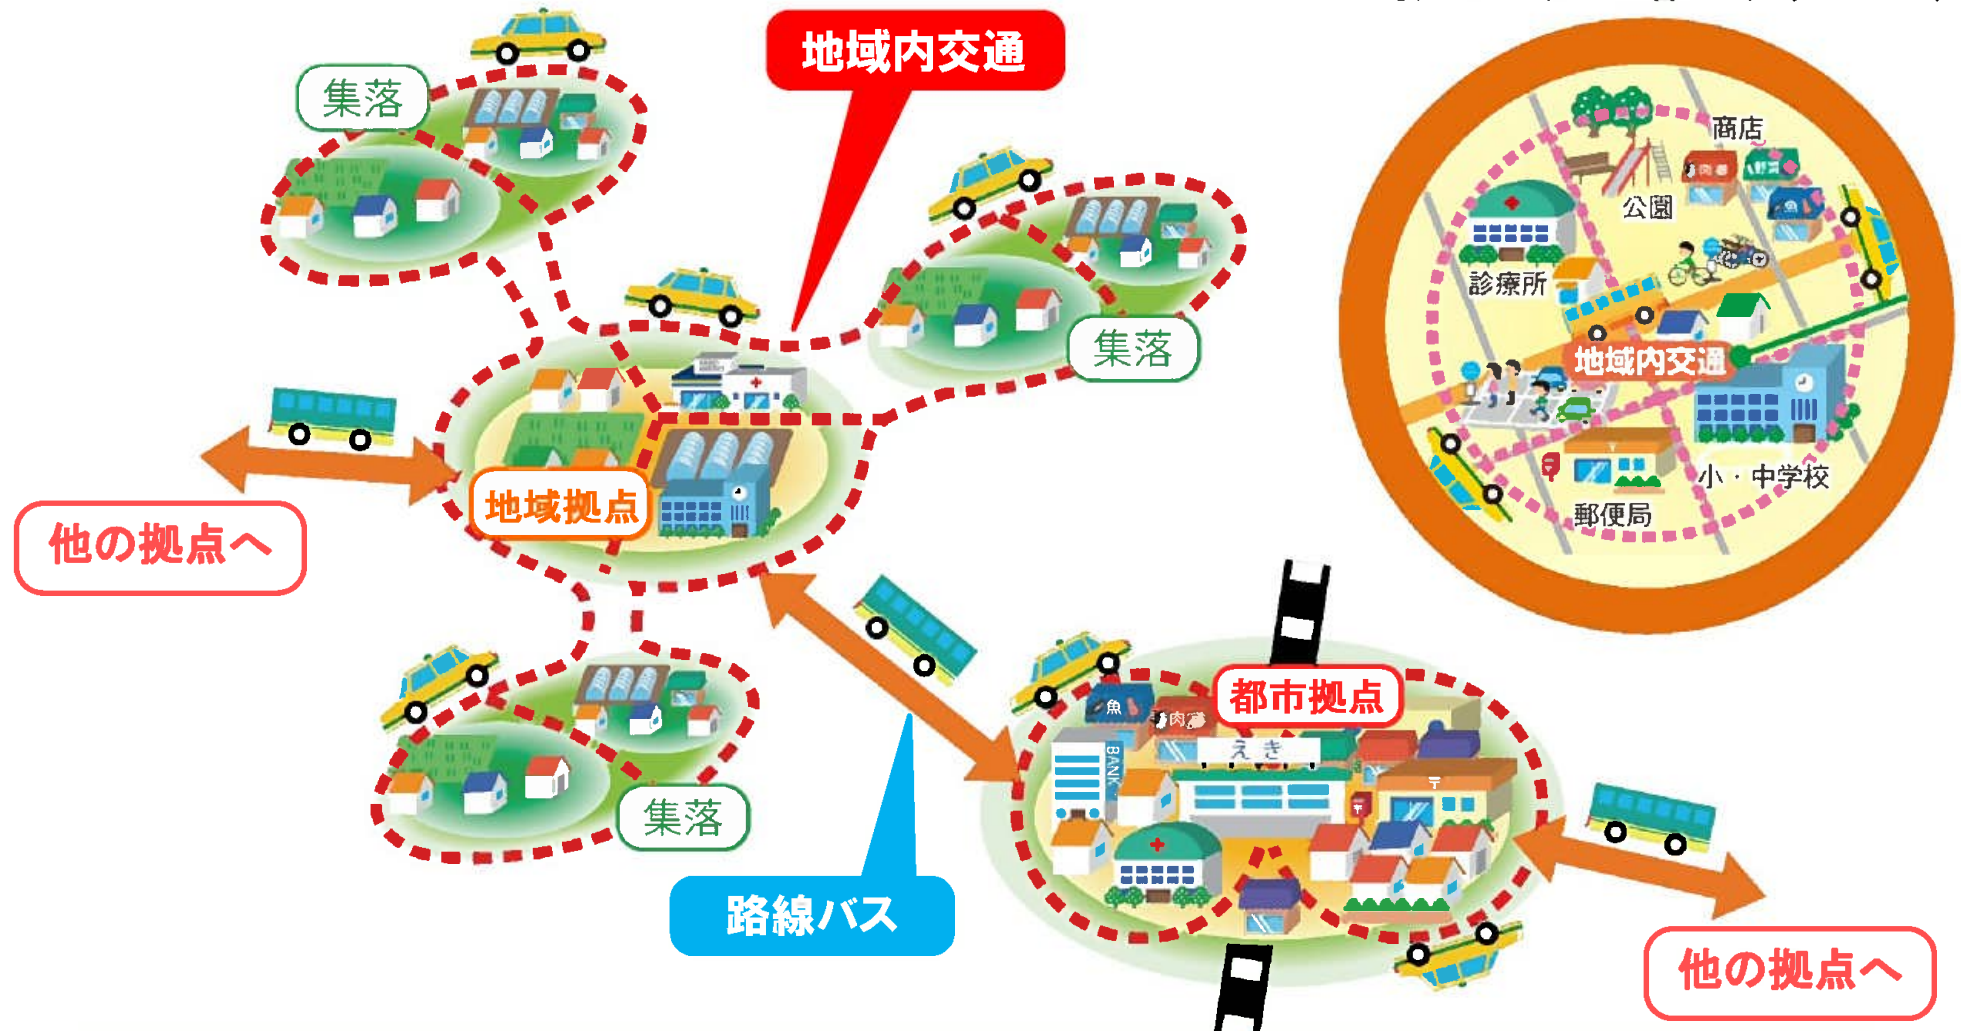 地域内交通
集落
商店
肉
野菜
公園
診療所
集落
地域内交通
地域拠点
小・中学校
郵便局
他の拠点へ
都市拠点
魚
肉
えき
BANK
〒
集落
路線バス
他の拠点へ